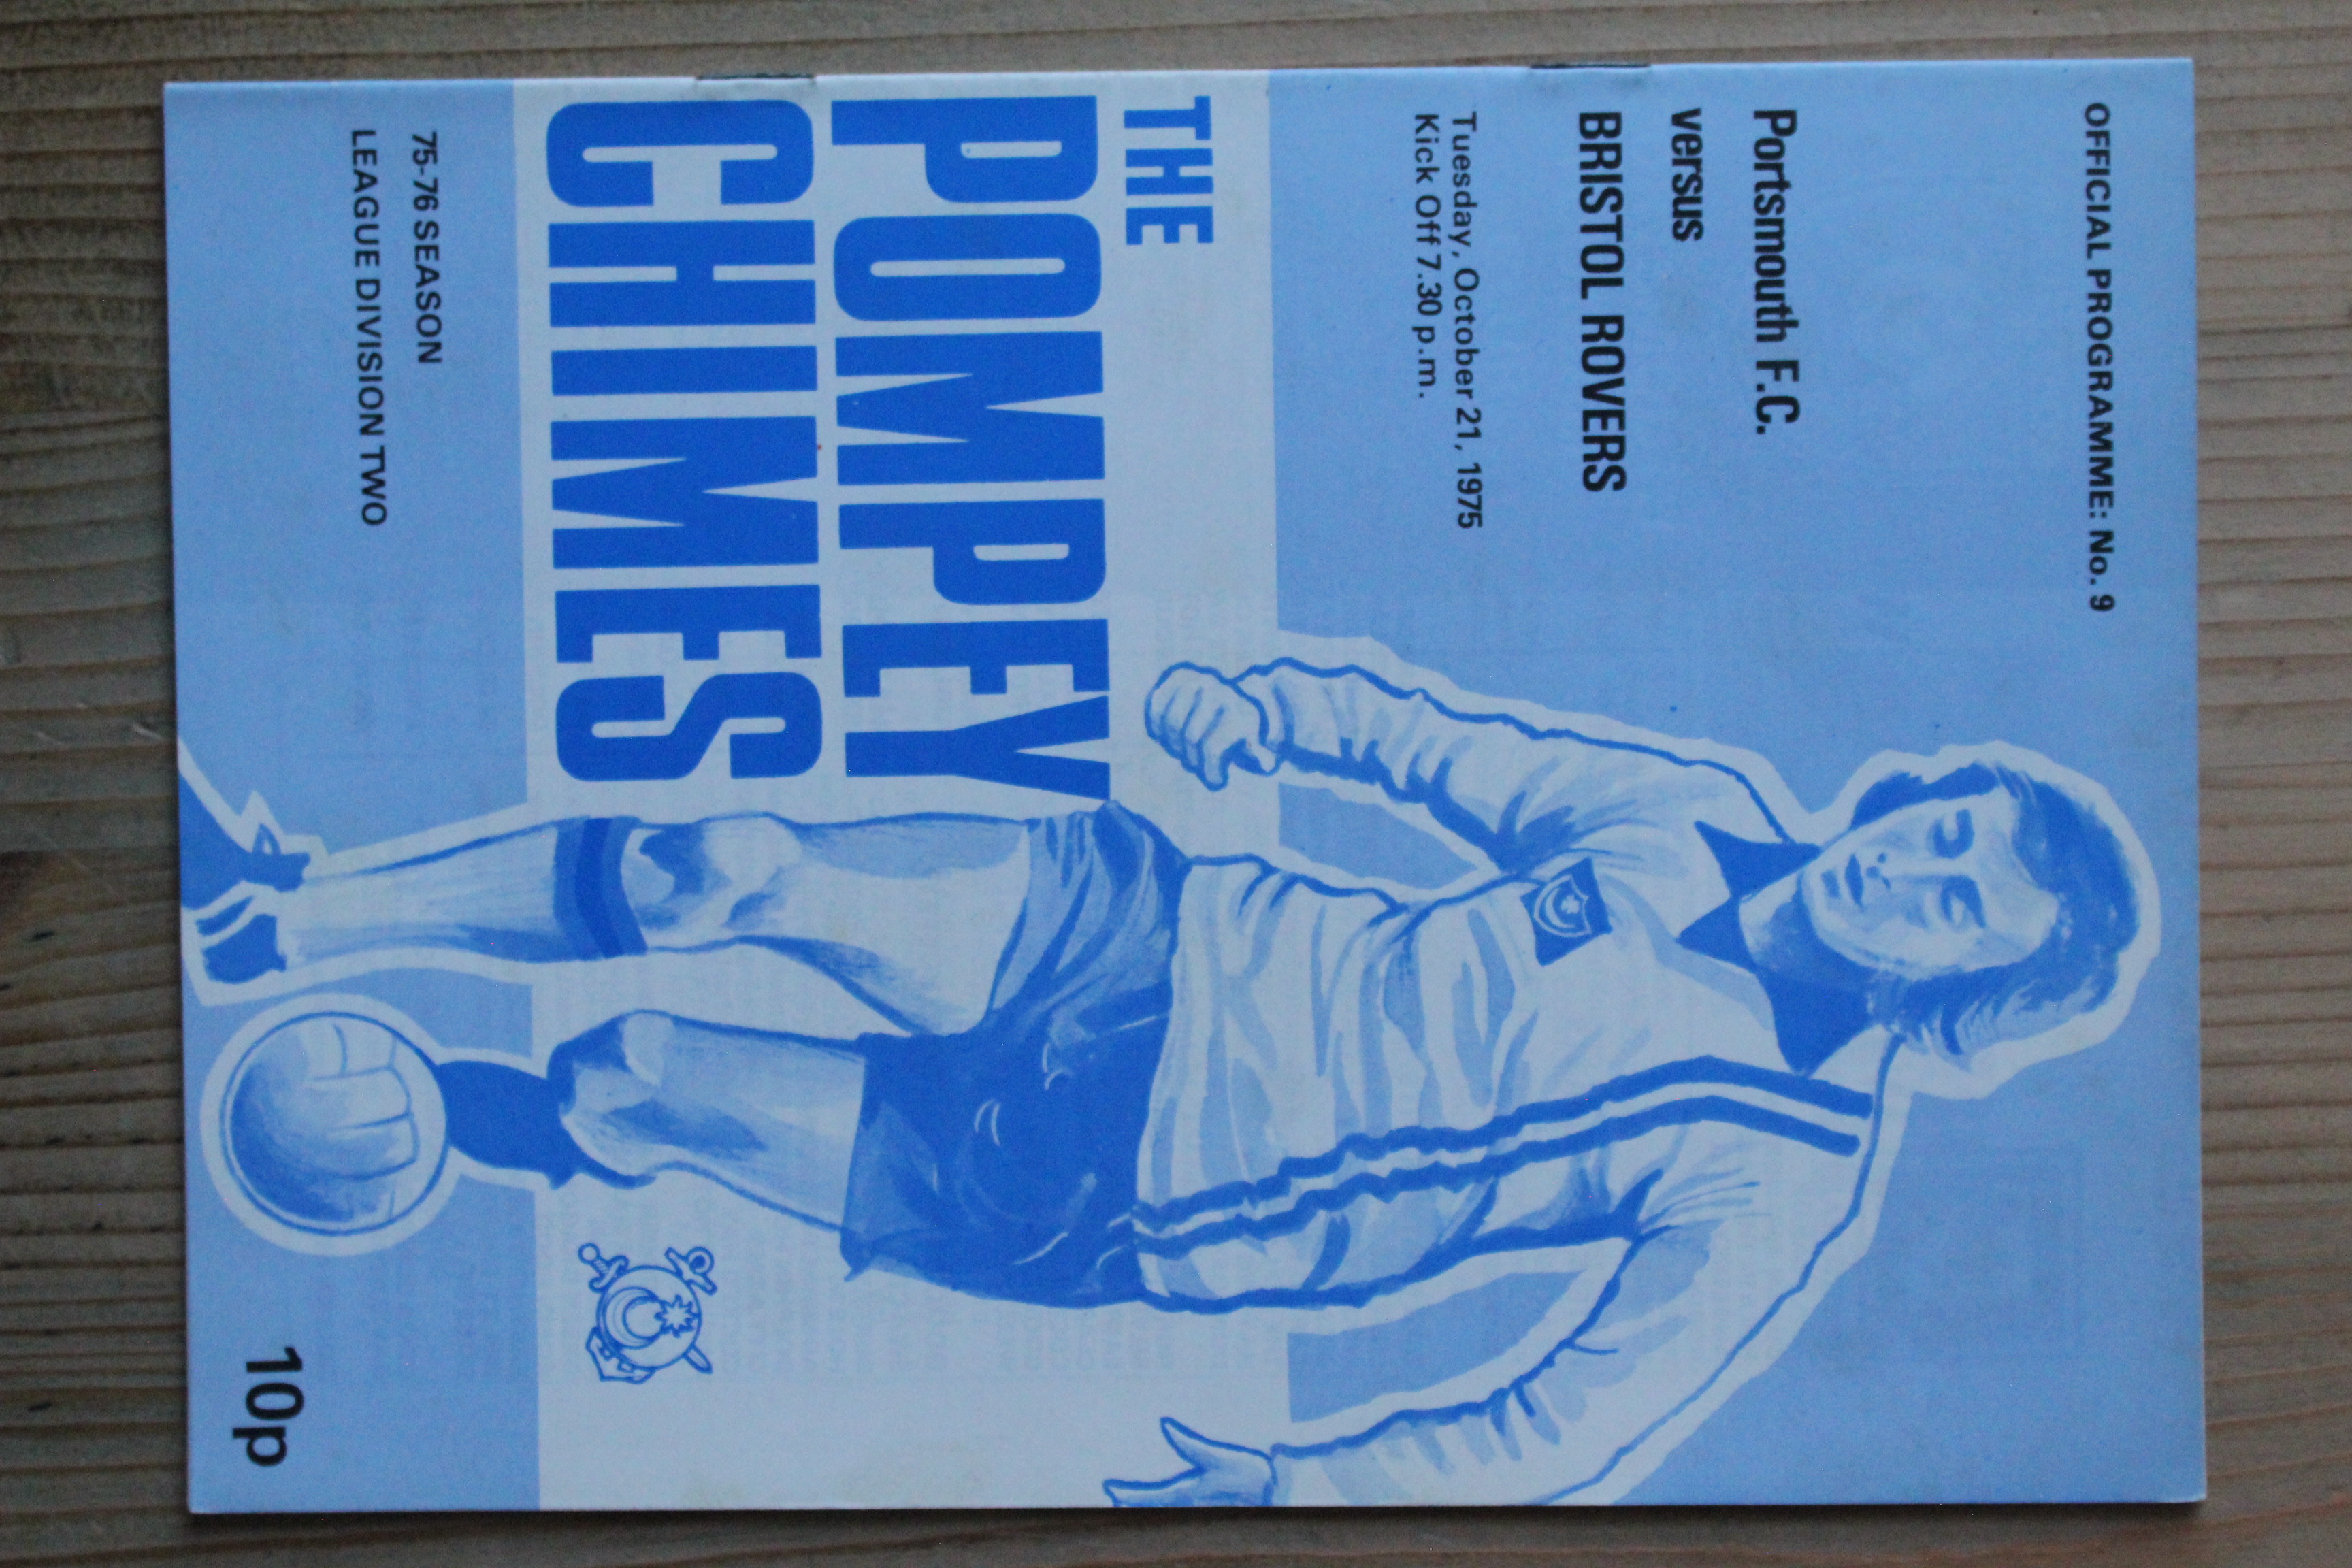 OFFICIAL PROGRAMME: No. 9
Portsmouth F.C.
versus
BRISTOL ROVERS
Tuesday, October 21, 1975
Kick Off 7.30 p.m.
THE
POMPEY
CHIMES
75-76 SEASON
LEAGUE DIVISION TWO
10p